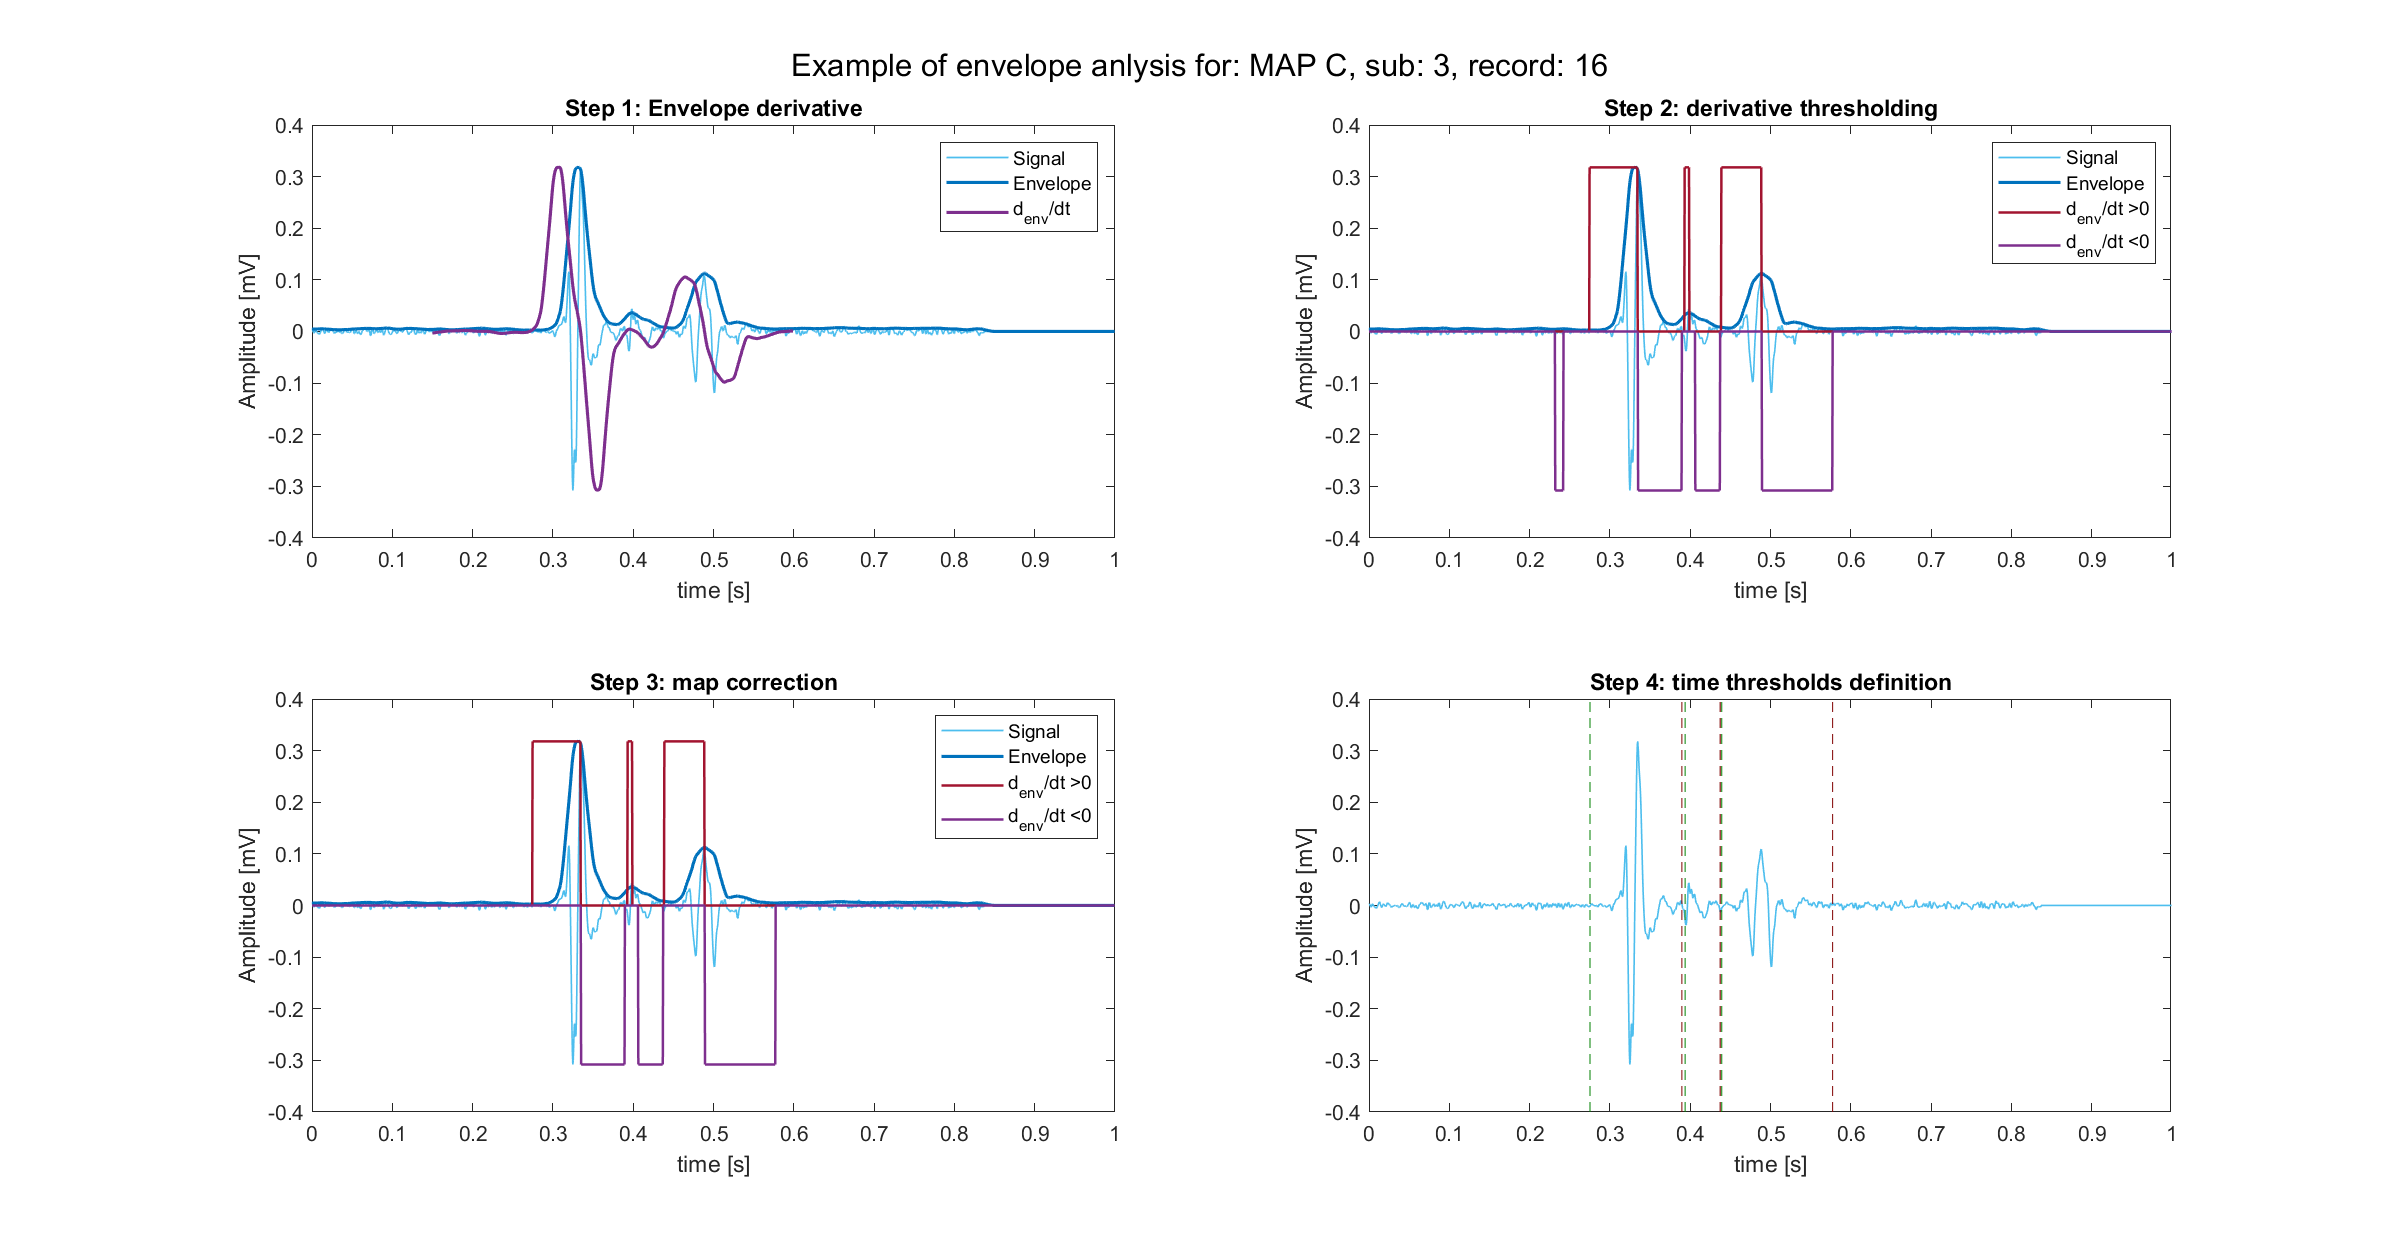 Example of envelope anlysis for: MAP C, sub: 3, record: 16
Step 1: Envelope derivative
0.4
0.3
0.2
0.1
0
-0.1
-0.2
-0.3
-0.4
Amplitude [mV]
0 0.1 0.2 0.3 0.4 0.5 0.6 0.7 0.8 0.9 1
time [s]
Signal
Envelope
d_env/dt
Step 2: derivative thresholding
0.4
0.3
0.2
0.1
0
-0.1
-0.2
-0.3
-0.4
Amplitude [mV]
0 0.1 0.2 0.3 0.4 0.5 0.6 0.7 0.8 0.9 1
time [s]
Signal
Envelope
d_env/dt >0
d_env/dt <0
Step 3: map correction
0.4
0.3
0.2
0.1
0
-0.1
-0.2
-0.3
-0.4
Amplitude [mV]
0 0.1 0.2 0.3 0.4 0.5 0.6 0.7 0.8 0.9 1
time [s]
Signal
Envelope
d_env/dt >0
d_env/dt <0
Step 4: time thresholds definition
0.4
0.3
0.2
0.1
0
-0.1
-0.2
-0.3
-0.4
Amplitude [mV]
0 0.1 0.2 0.3 0.4 0.5 0.6 0.7 0.8 0.9 1
time [s]